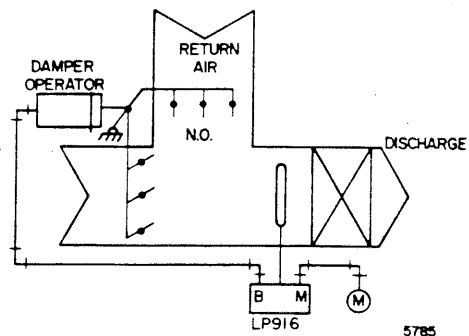 RETURN
AIR
DAMPER
OPERATOR
N.O.
DISCHARGE
B M
M
LP916
5785